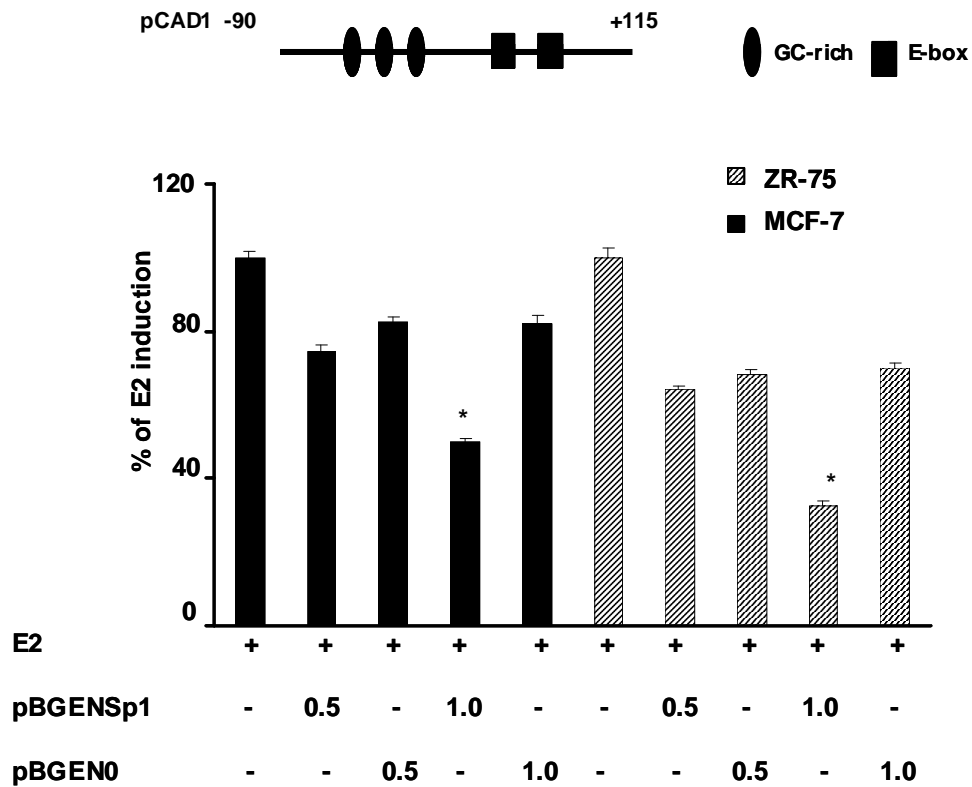 pCAD1 -90 +115
GC-rich E-box
ZR-75
MCF-7
120
80
40
0
% of E2 induction
*
*
E2 + + + + + + + + + +
pBGENSp1 - 0.5 - 1.0 - - 0.5 - 1.0 -
pBGEN0 - - 0.5 - 1.0 - - 0.5 - 1.0